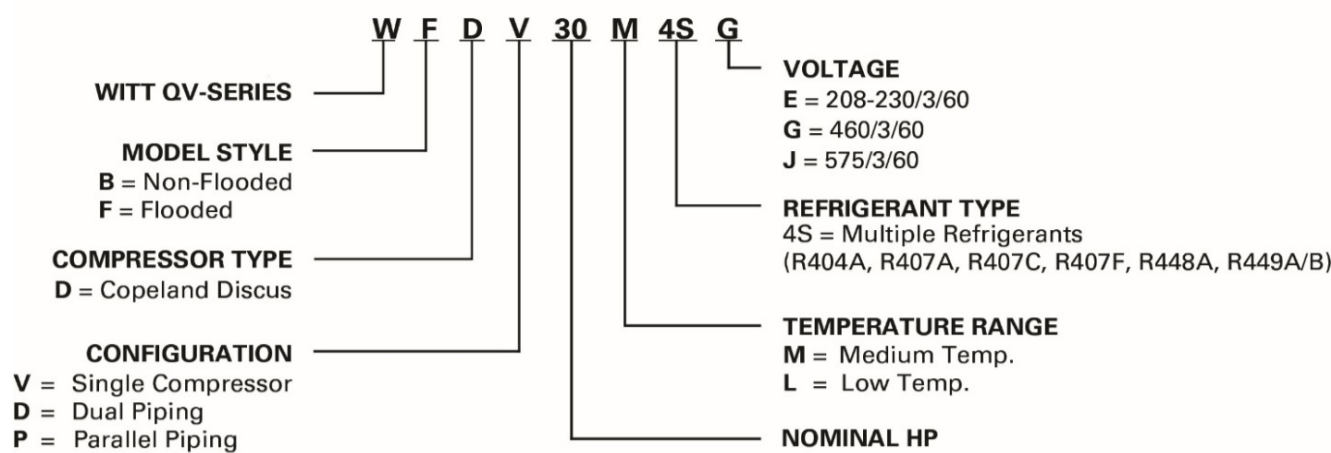 W F D V 30 M 4S G
WITT QV-SERIES
MODEL STYLE
B = Non-Flooded
F = Flooded
COMPRESSOR TYPE
D = Copeland Discus
CONFIGURATION
V = Single Compressor
D = Dual Piping
P = Parallel Piping
VOLTAGE
E = 208-230/3/60
G = 460/3/60
J = 575/3/60
REFRIGERANT TYPE
4S = Multiple Refrigerants
(R404A, R407A, R407C, R407F, R448A, R449A/B)
TEMPERATURE RANGE
M = Medium Temp.
L = Low Temp.
NOMINAL HP